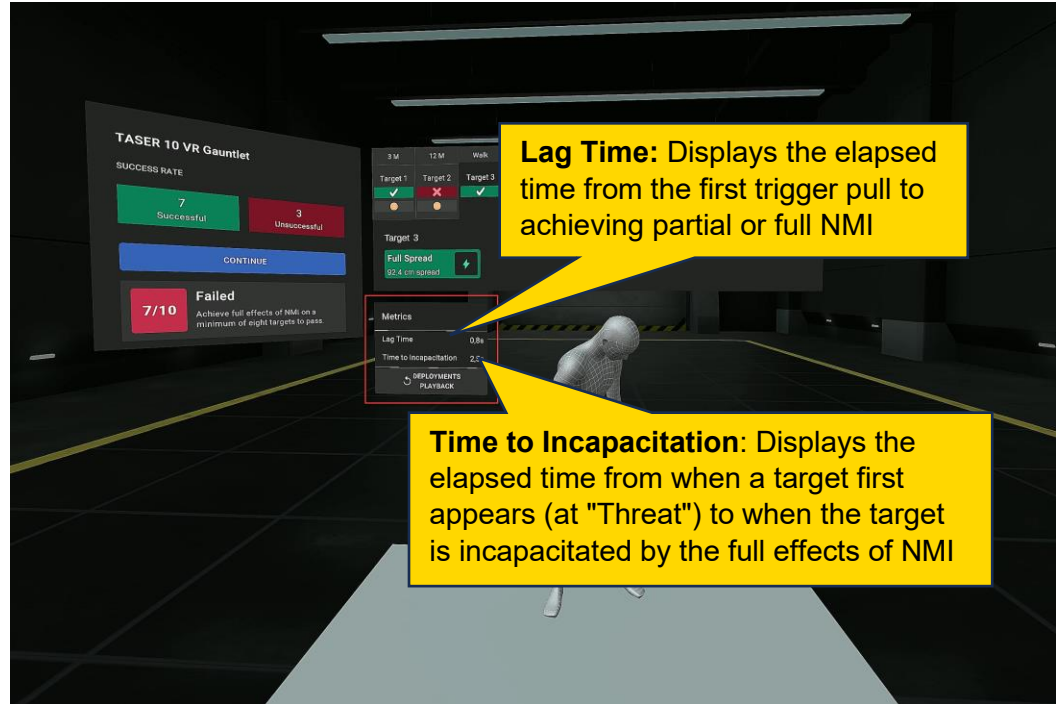 TASER 10 VR Gauntlet
SUCCESS RATE
7
Successful
3
Unsuccessful
CONTINUE
7/10
Failed
Achieve full effects of NMI on a
minimum of eight targets to pass.
3 M 12 M Walk
Target 1 Target 2 Target 3
Target 3
Full Spread
92.4 cm spread
Metrics
Lag Time 0,8s
Time to Incapacitation
DEPLOYMENTS
PLAYBACK
Lag Time: Displays the elapsed
time from the first trigger pull to
achieving partial or full NMI
Time to Incapacitation: Displays the
elapsed time from when a target first
appears (at "Threat") to when the target
is incapacitated by the full effects of NMI